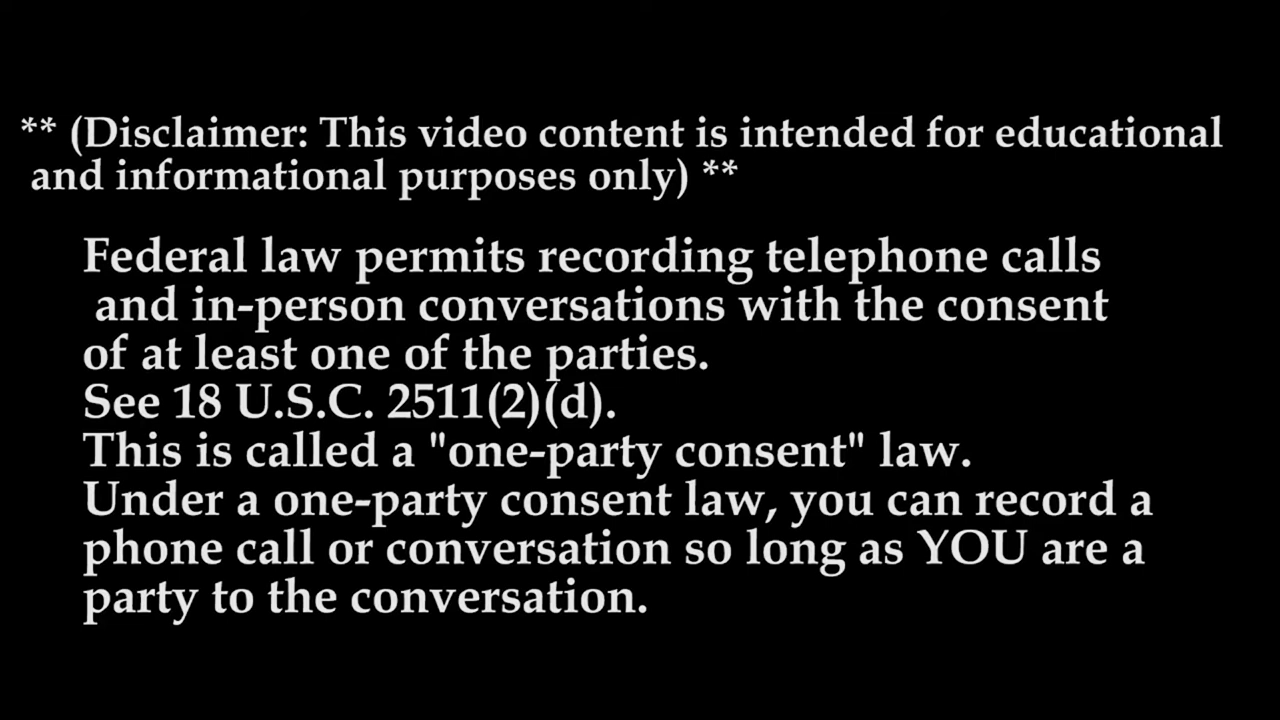 ** (Disclaimer: This video content is intended for educational
and informational purposes only) **
Federal law permits recording telephone calls
and in-person conversations with the consent
of at least one of the parties.
See 18 U.S.C. 2511(2)(d).
This is called a "one-party consent" law.
Under a one-party consent law, you can record a
phone call or conversation so long as YOU are a
party to the conversation.